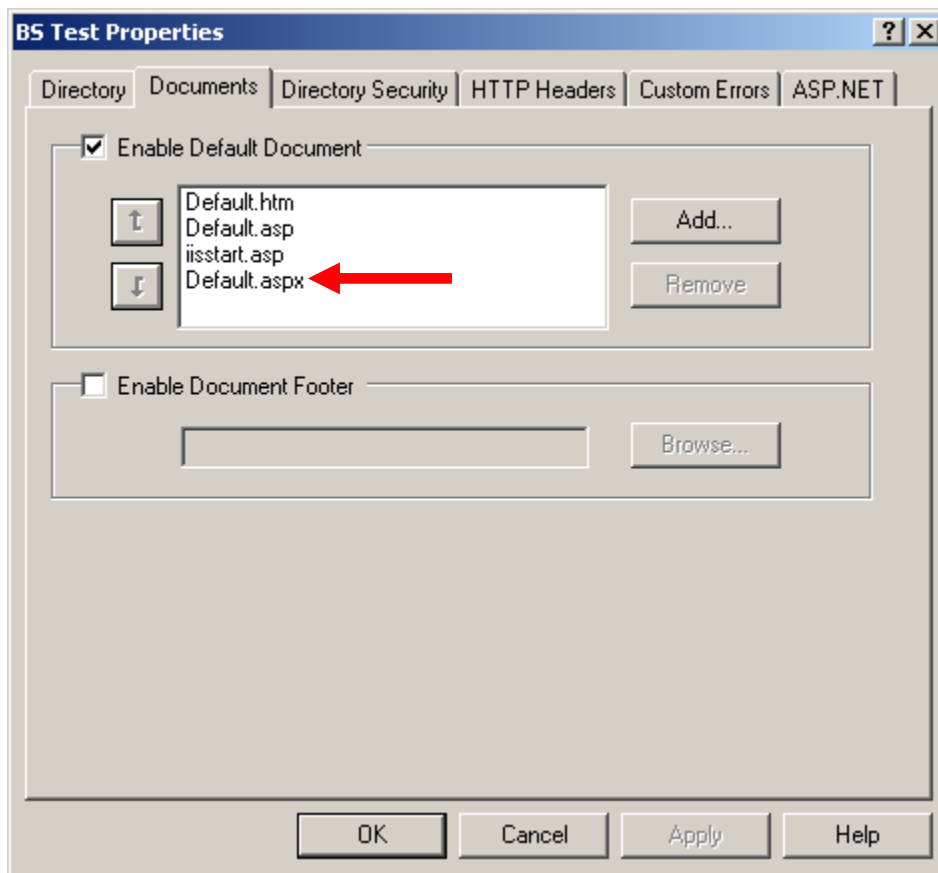 BS Test Properties
Directory Documents Directory Security HTTP Headers Custom Errors ASP.NET
Enable Default Document
Default.htm
Default.asp
iisstart.asp
Default.aspx
Add...
Remove
Enable Document Footer
Browse...
OK Cancel Apply Help